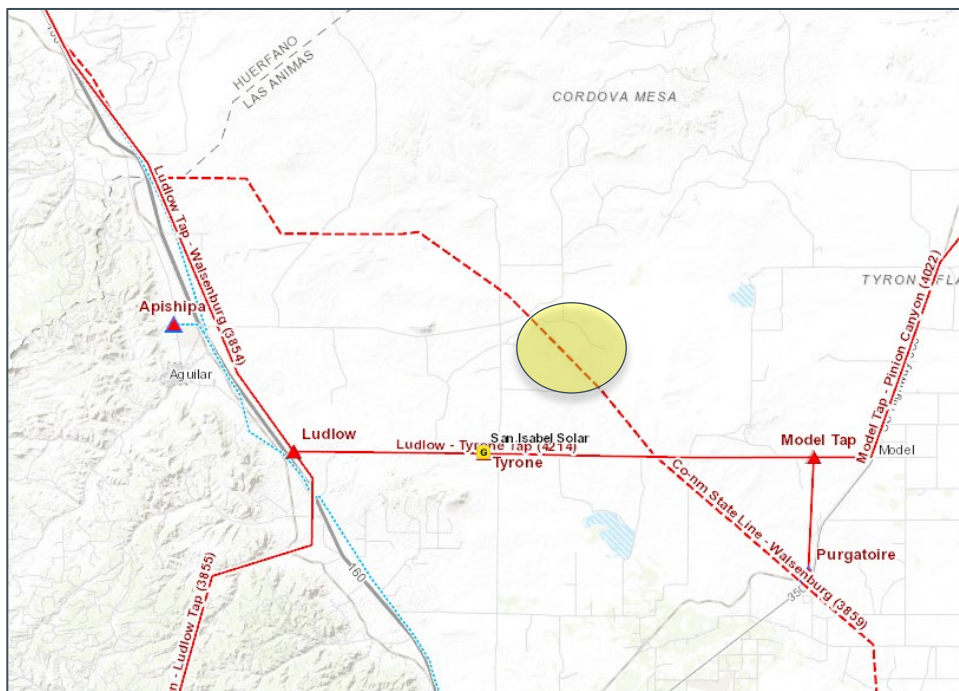 160
HUERFANO
LAS ANIMAS
CORDOVA MESA
Ludlow Tap - Walsenburg (3854)
TYRON
FLA
Model Tap - Pinion Canyon (4022)
Apishipa
Aguilar
Ludlow
San Isabel Solar
Ludlow - Tyrone Tap (4214)
G
Tyrone
Model Tap
Model
Co-nm State Line - Walsenburg (3859)
Purgatoire
160
350
n - Ludlow Tap (3855)